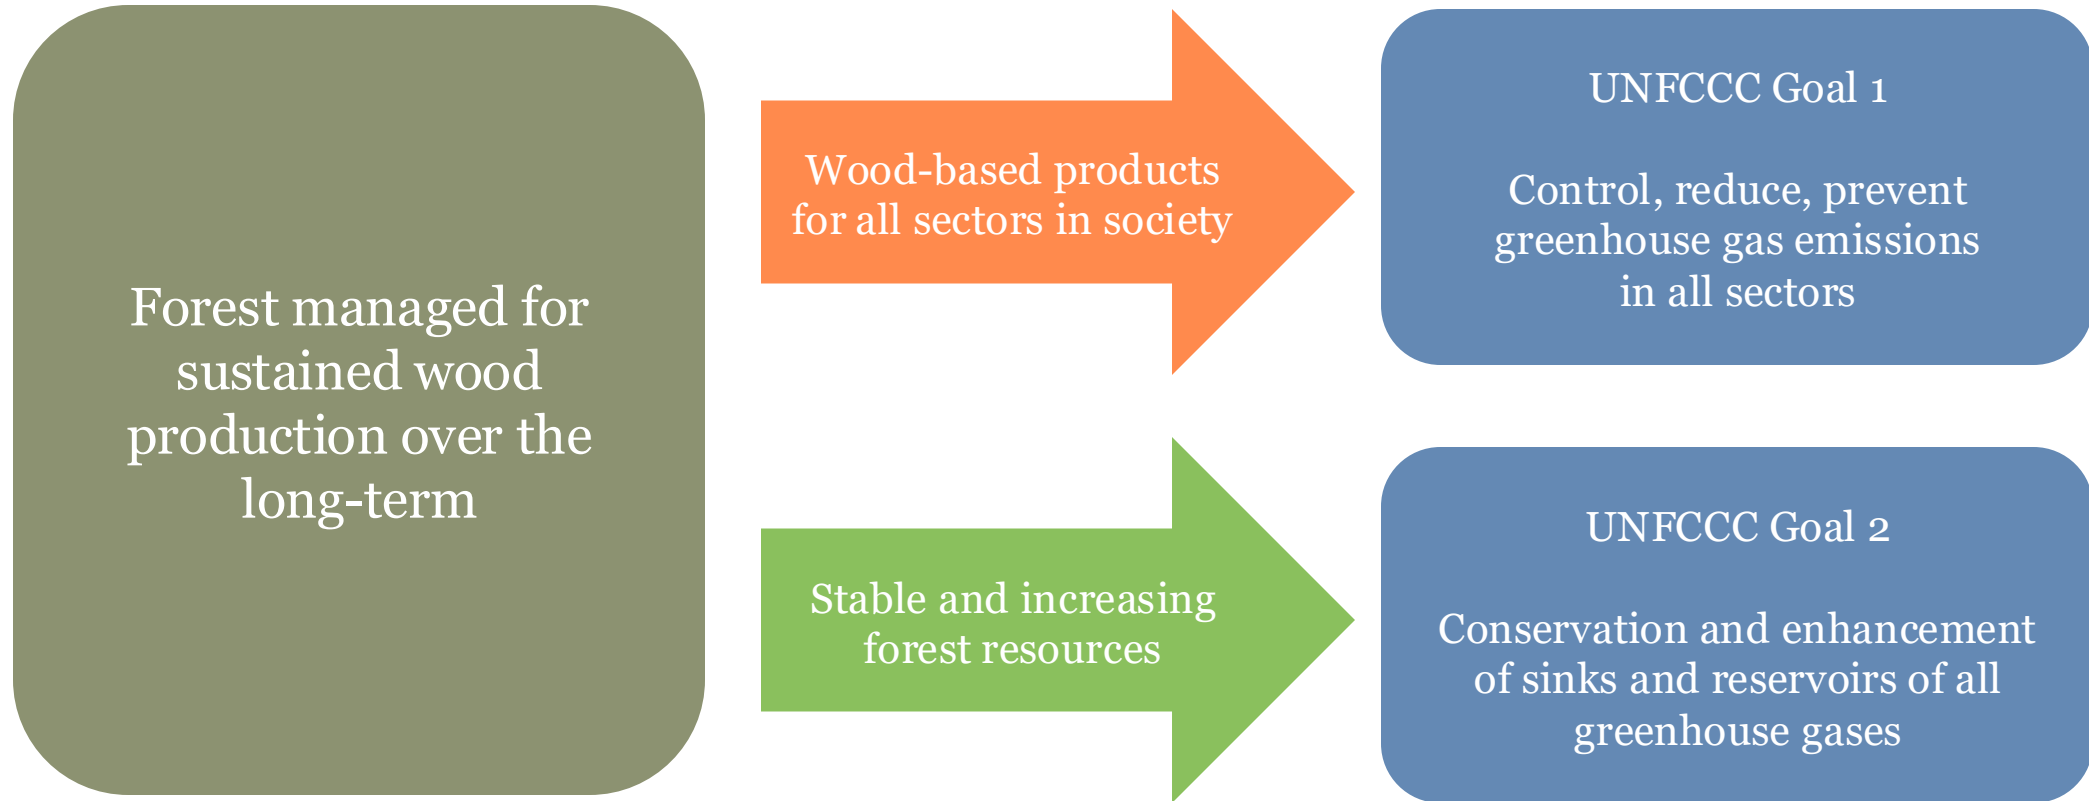 Forest managed for
sustained wood
production over the
long-term
Wood-based products
for all sectors in society
UNFCCC Goal 1
Control, reduce, prevent
greenhouse gas emissions
in all sectors
Stable and increasing
forest resources
UNFCCC Goal 2
Conservation and enhancement
of sinks and reservoirs of all
greenhouse gases